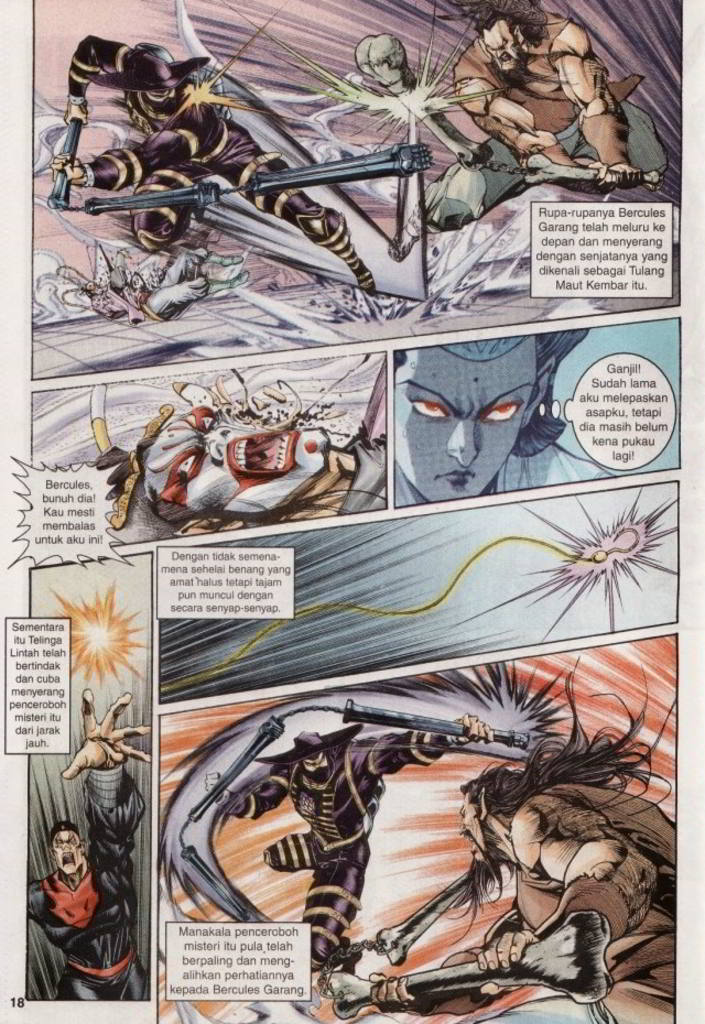 Rupa-rupanya Bercules
Garang telah meluru ke
depan dan menyerang
dengan senjatanya yang
dikenali sebagai Tulang
Maut Kembar itu.
Ganjil!
Sudah lama
aku melepaskan
asapku, tetapi
dia masih belum
kena pukau
lagi!
Bercules,
bunuh dia!
Kau mesti
membalas
untuk aku ini!
Dengan tidak semena-
mena sehelai benang yang
amat halus tetapi tajam
pun muncul dengan
secara senyap-senyap.
Sementara
itu Telinga
Lintah telah
bertindak
dan cuba
menyerang
penceroboh
misteri itu
dari jarak
jauh.
Manakala penceroboh
misteri itu pula telah
berpaling dan meng-
alihkan perhatiannya
kepada Bercules Garang.
18